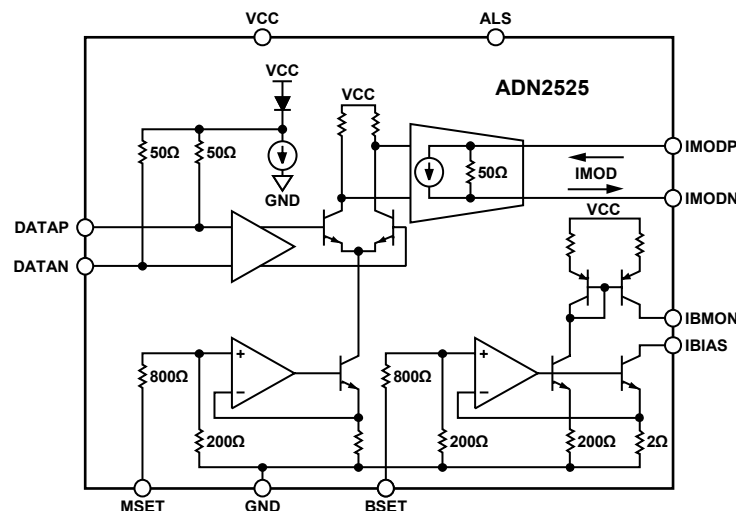 VCC
ALS
VCC
VCC
ADN2525
50Ω
50Ω
GND
50Ω
IMOD
IMODP
IMODN
VCC
DATAP
DATAN
IBMON
IBIAS
800Ω
200Ω
800Ω
200Ω
200Ω
2Ω
MSET
GND
BSET